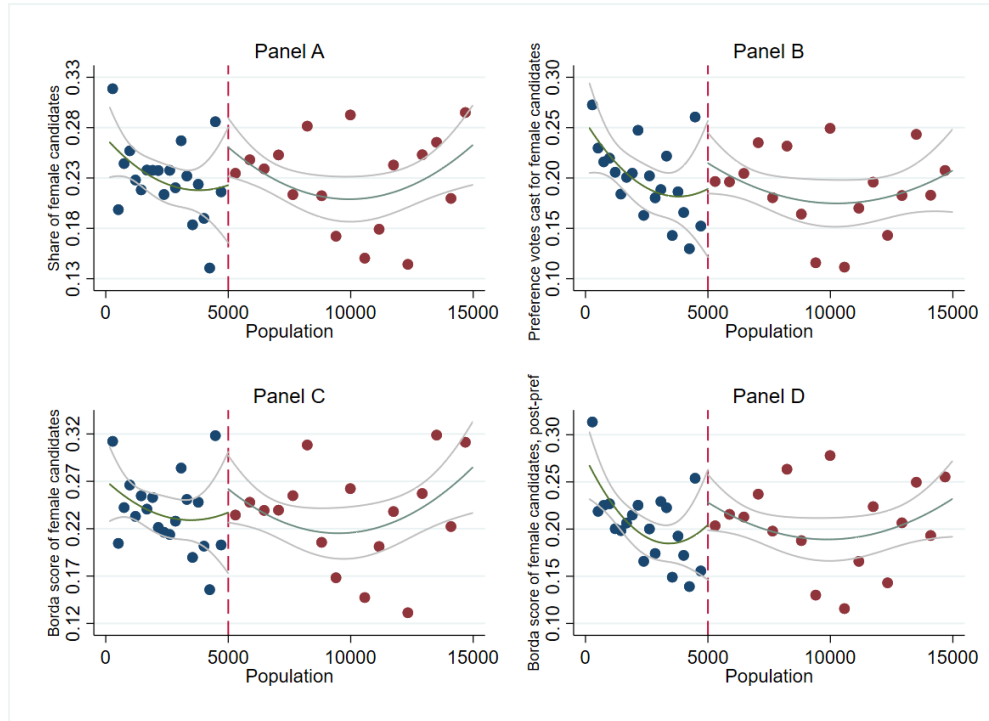 Panel A
Share of female candidates
0.33
0.28
0.23
0.18
0.13
0 5000 10000 15000
Population
Panel B
Preference votes cast for female candidates
0.30
0.25
0.20
0.15
0.10
0 5000 10000 15000
Population
Panel C
Borda score of female candidates
0.32
0.27
0.22
0.17
0.12
0 5000 10000 15000
Population
Panel D
Borda score of female candidates, post-pref
0.30
0.25
0.20
0.15
0.10
0 5000 10000 15000
Population